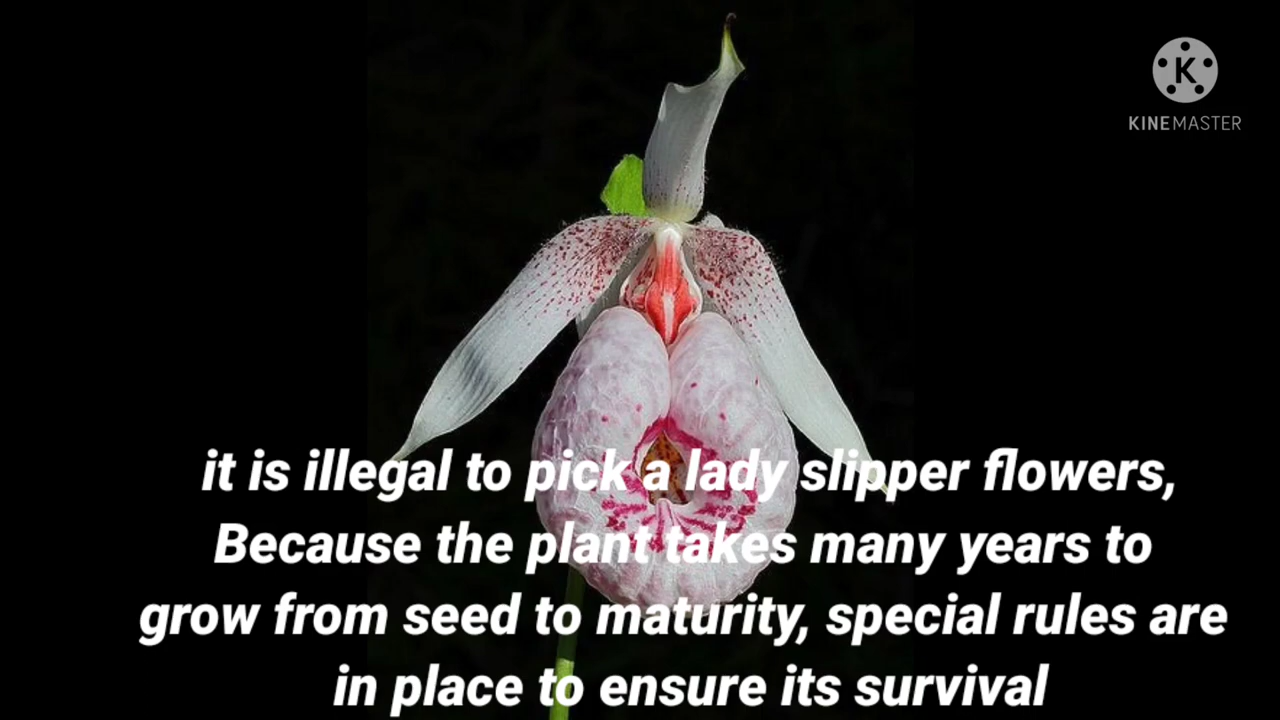 K
KINEMASTER
it is illegal to pick a lady slipper flowers,
Because the plant takes many years to
grow from seed to maturity, special rules are
in place to ensure its survival